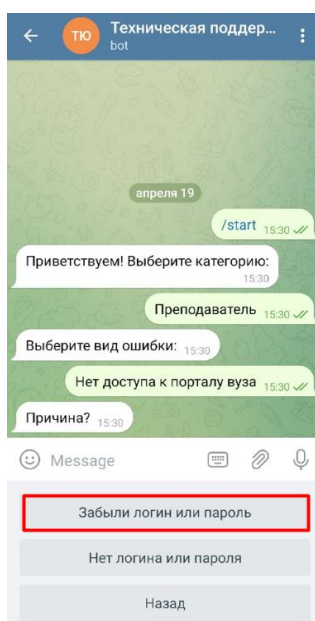 ТЮ
Техническая поддер...
bot
апреля 19
/start 15:30
Приветствуем! Выберите категорию:
15:30
Преподаватель 15:30
Выберите вид ошибки: 15:30
Нет доступа к порталу вуза 15:30
Причина? 15:30
Message
Забыли логин или пароль
Нет логина или пароля
Назад